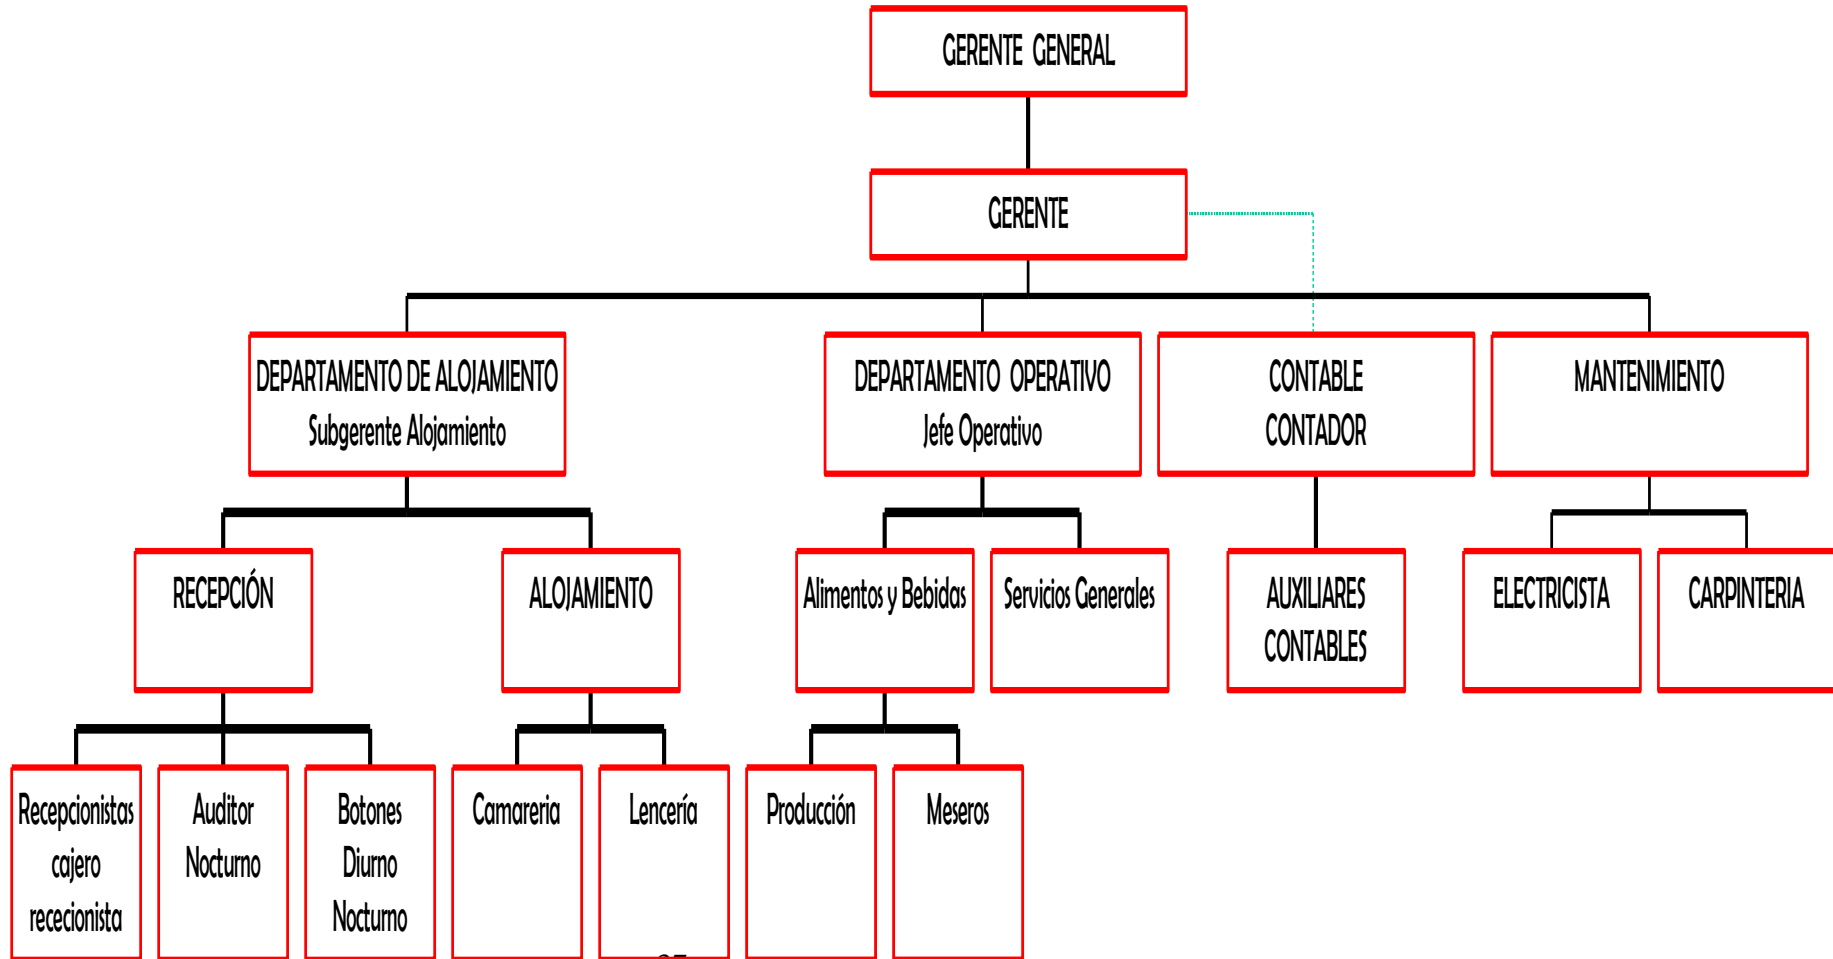 GERENTE GENERAL
GERENTE
DEPARTAMENTO DE ALOJAMIENTO
Subgerente Alojamiento
DEPARTAMENTO OPERATIVO
Jefe Operativo
CONTABLE
CONTADOR
MANTENIMIENTO
RECEPCIÓN
ALOJAMIENTO
Alimentos y Bebidas
Servicios Generales
AUXILIARES
CONTABLES
ELECTRICISTA
CARPINTERIA
Recepcionistas
cajero
rececionista
Auditor
Nocturno
Botones
Diurno
Nocturno
Camareria
Lencería
Producción
Meseros